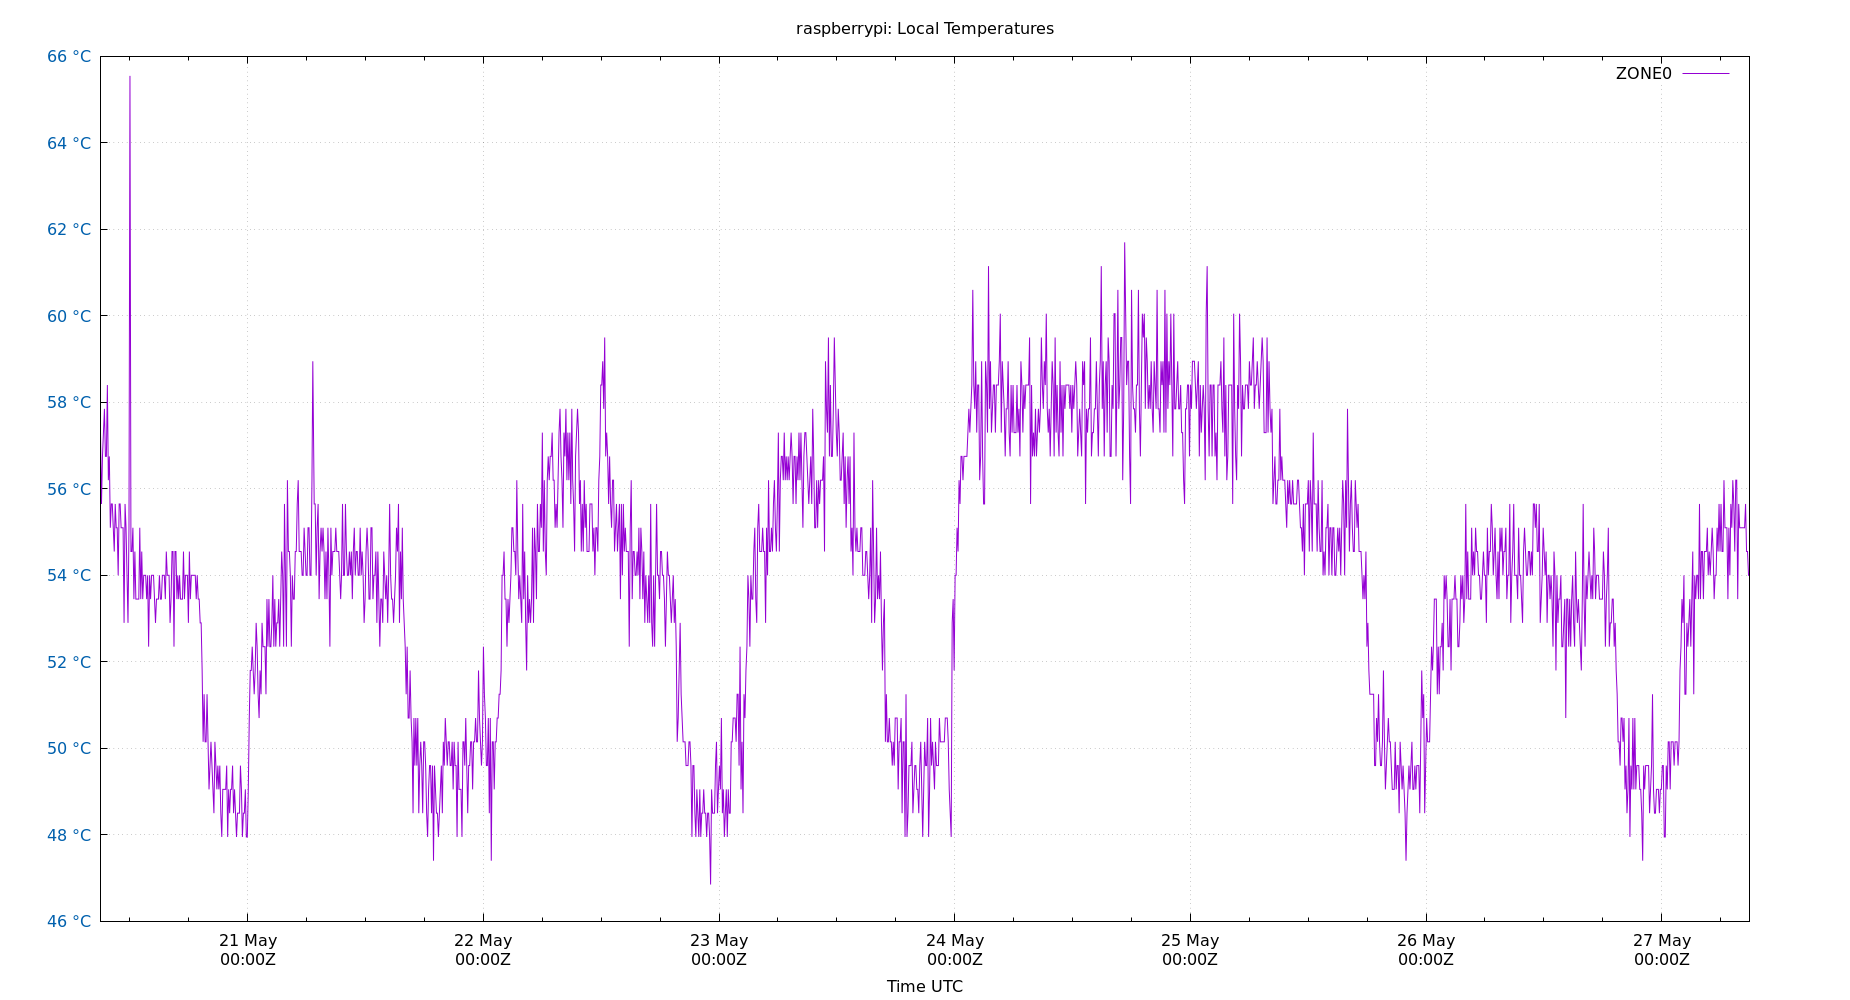 raspberrypi: Local Temperatures
66 °C
ZONE0
64 °C
62 °C
60 °C
58 °C
56 °C
54 °C
52 °C
50 °C
48 °C
46 °C
21 May 22 May 23 May 24 May 25 May 26 May 27 May
00:00Z 00:00Z 00:00Z 00:00Z 00:00Z 00:00Z 00:00Z
Time UTC